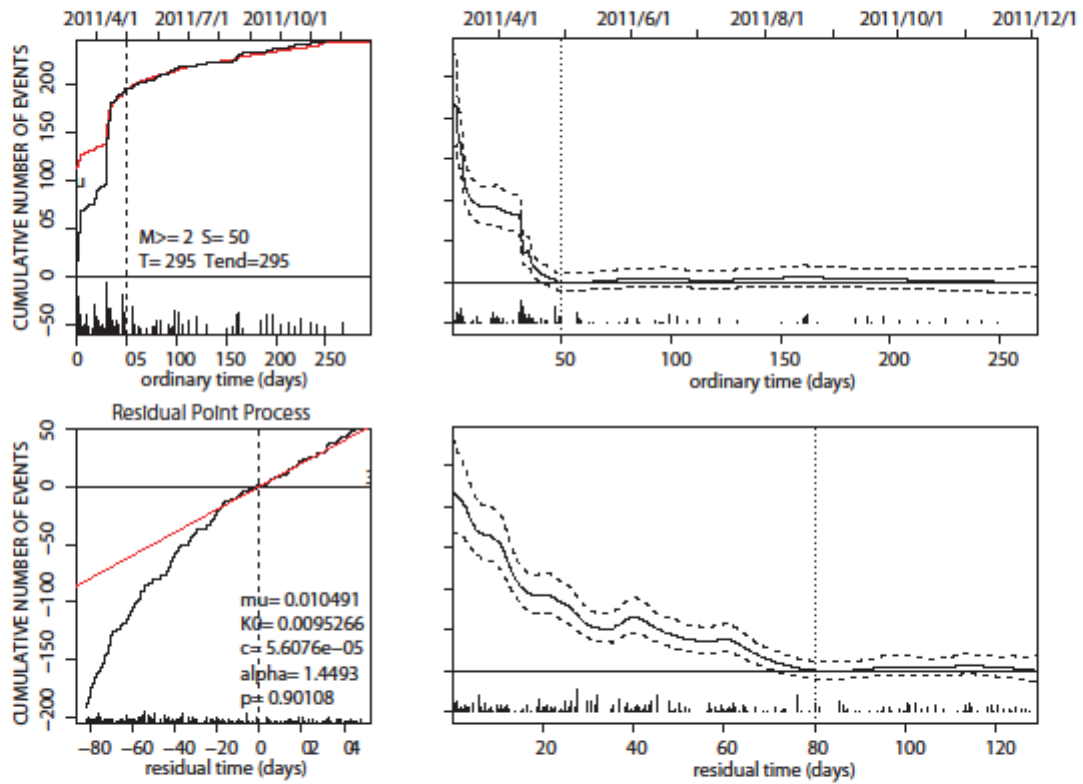 2011/4/1 2011/7/1 2011/10/1
CUMULATIVE NUMBER OF EVENTS
200
150
100
05
0
−50
M>= 2 S= 50
T= 295 Tend=295
0 05 100 150 200 250
ordinary time (days)
2011/4/1 2011/6/1 2011/8/1 2011/10/1 2011/12/1
50 100 150 200 250
ordinary time (days)
Residual Point Process
CUMULATIVE NUMBER OF EVENTS
50
0
−50
−100
−150
−200
mu= 0.010491
K0= 0.0095266
c= 5.6076e−05
alpha= 1.4493
p= 0.90108
−80 −60 −40 −20 0
residual time (days)
20 40 60 80 100 120
residual time (days)